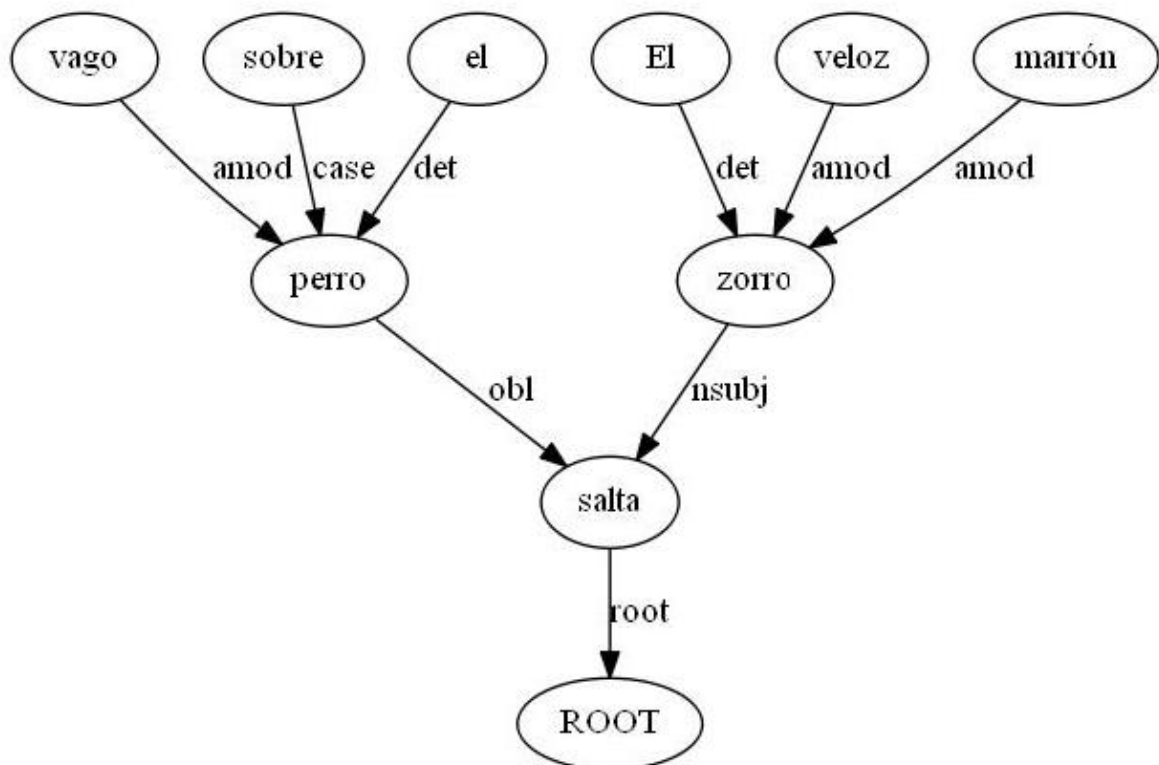 vago sobre el El veloz marrón
amod case det det amod amod
perro zorro
obl nsubj
salta
root
ROOT